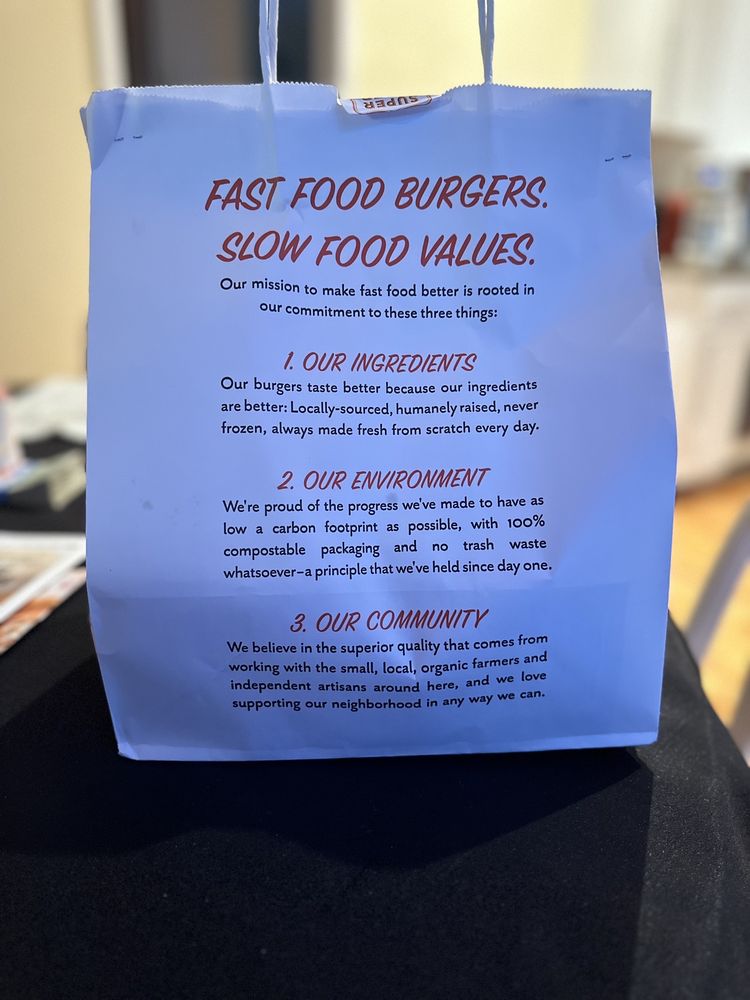 SUPER
FAST FOOD BURGERS.
SLOW FOOD VALUES.
Our mission to make fast food better is rooted in
our commitment to these three things:
1. OUR INGREDIENTS
Our burgers taste better because our ingredients
are better: Locally-sourced, humanely raised, never
frozen, always made fresh from scratch every day.
2. OUR ENVIRONMENT
We're proud of the progress we've made to have as
low a carbon footprint as possible, with 100%
compostable packaging and no trash waste
whatsoever–a principle that we've held since day one.
3. OUR COMMUNITY
We believe in the superior quality that comes from
working with the small, local, organic farmers and
independent artisans around here, and we love
supporting our neighborhood in any way we can.